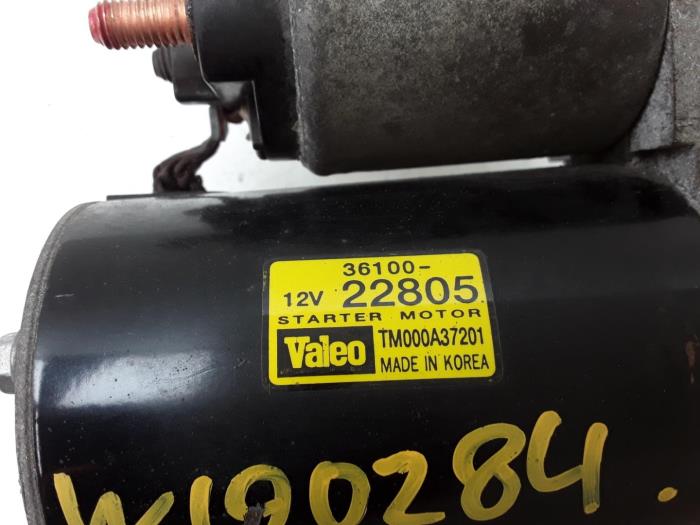 36100-
12V 22805
STARTER MOTOR
Valeo TM000A37201
MADE IN KOREA
W190284.